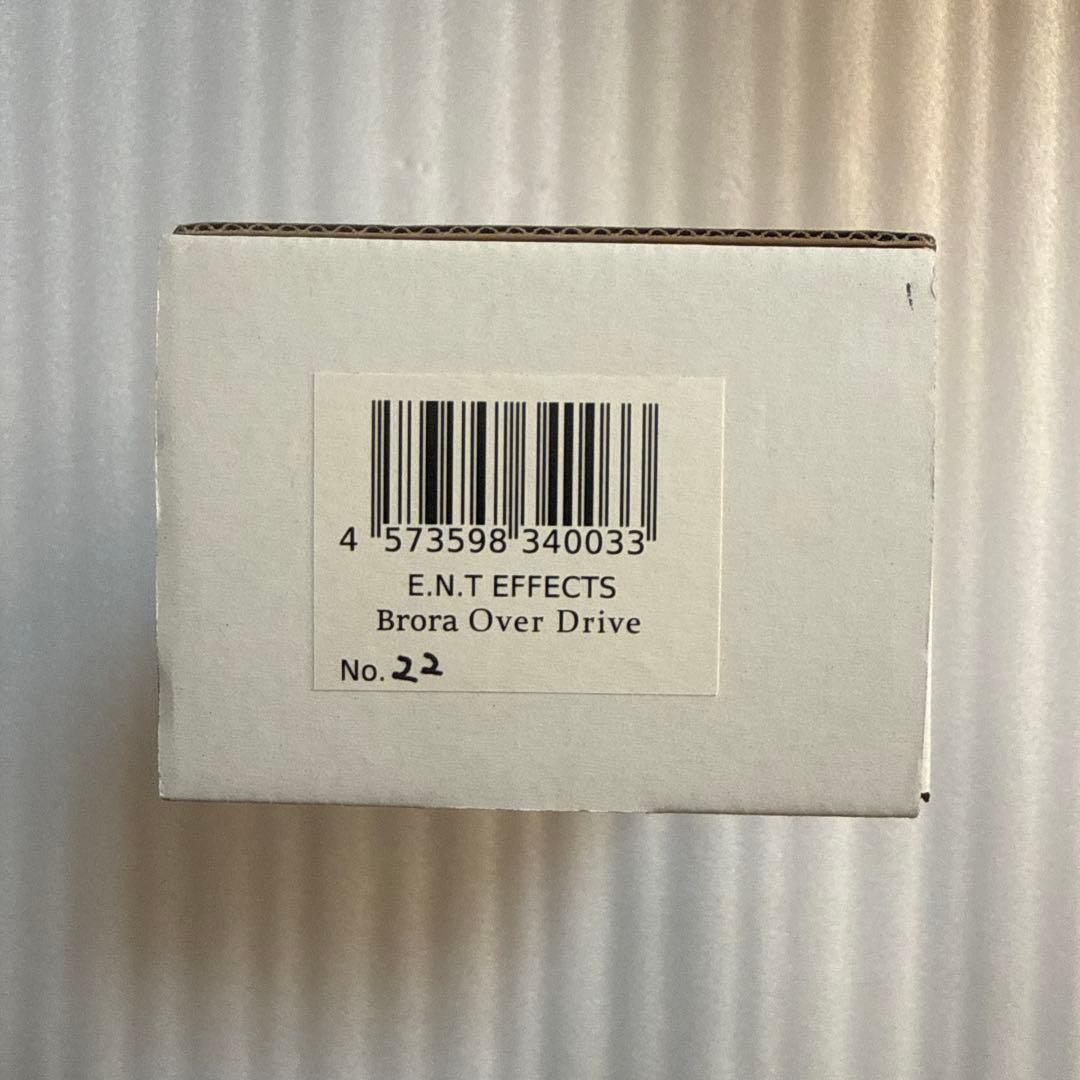 4 573598 340033
E.N.T EFFECTS
Brora Over Drive
No. 22